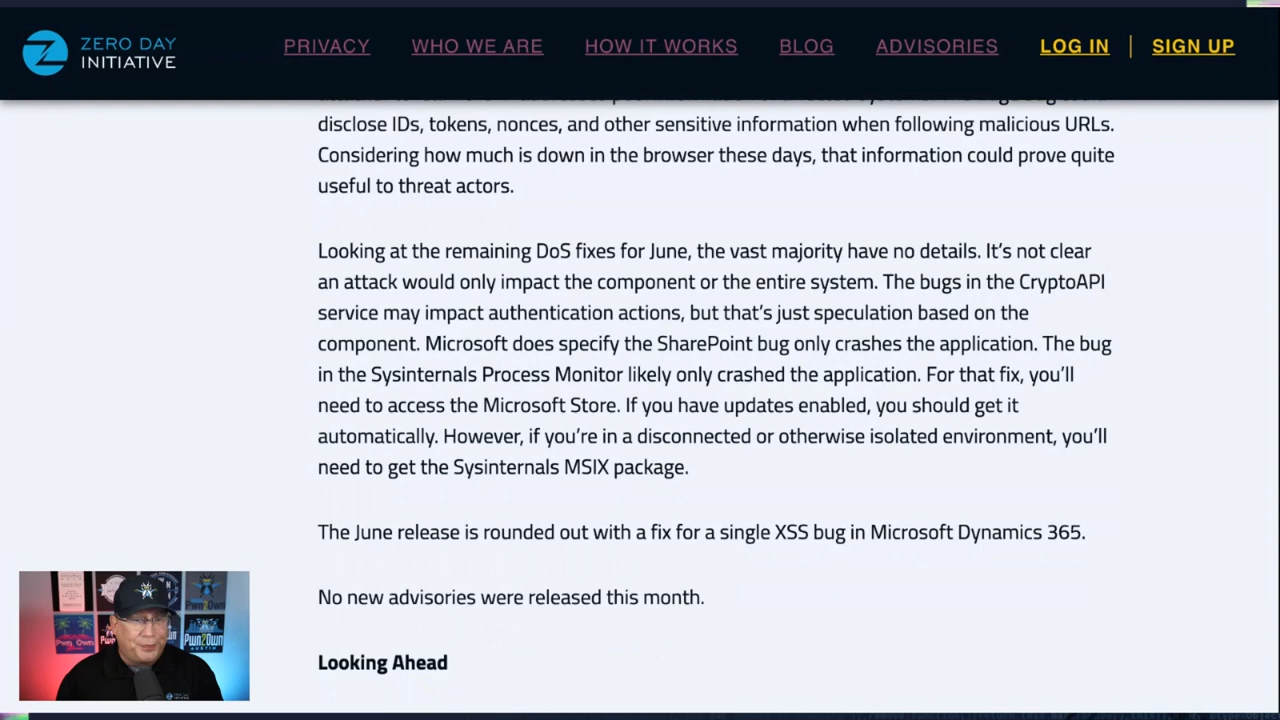 ZERO DAY
INITIATIVE
PRIVACY WHO WE ARE HOW IT WORKS BLOG ADVISORIES LOG IN | SIGN UP
disclose IDs, tokens, nonces, and other sensitive information when following malicious URLs.
Considering how much is down in the browser these days, that information could prove quite
useful to threat actors.
Looking at the remaining DoS fixes for June, the vast majority have no details. It’s not clear
an attack would only impact the component or the entire system. The bugs in the CryptoAPI
service may impact authentication actions, but that’s just speculation based on the
component. Microsoft does specify the SharePoint bug only crashes the application. The bug
in the Sysinternals Process Monitor likely only crashed the application. For that fix, you’ll
need to access the Microsoft Store. If you have updates enabled, you should get it
automatically. However, if you’re in a disconnected or otherwise isolated environment, you’ll
need to get the Sysinternals MSIX package.
The June release is rounded out with a fix for a single XSS bug in Microsoft Dynamics 365.
No new advisories were released this month.
Looking Ahead
Pwn2Own
Pwn2Own
AUSTIN